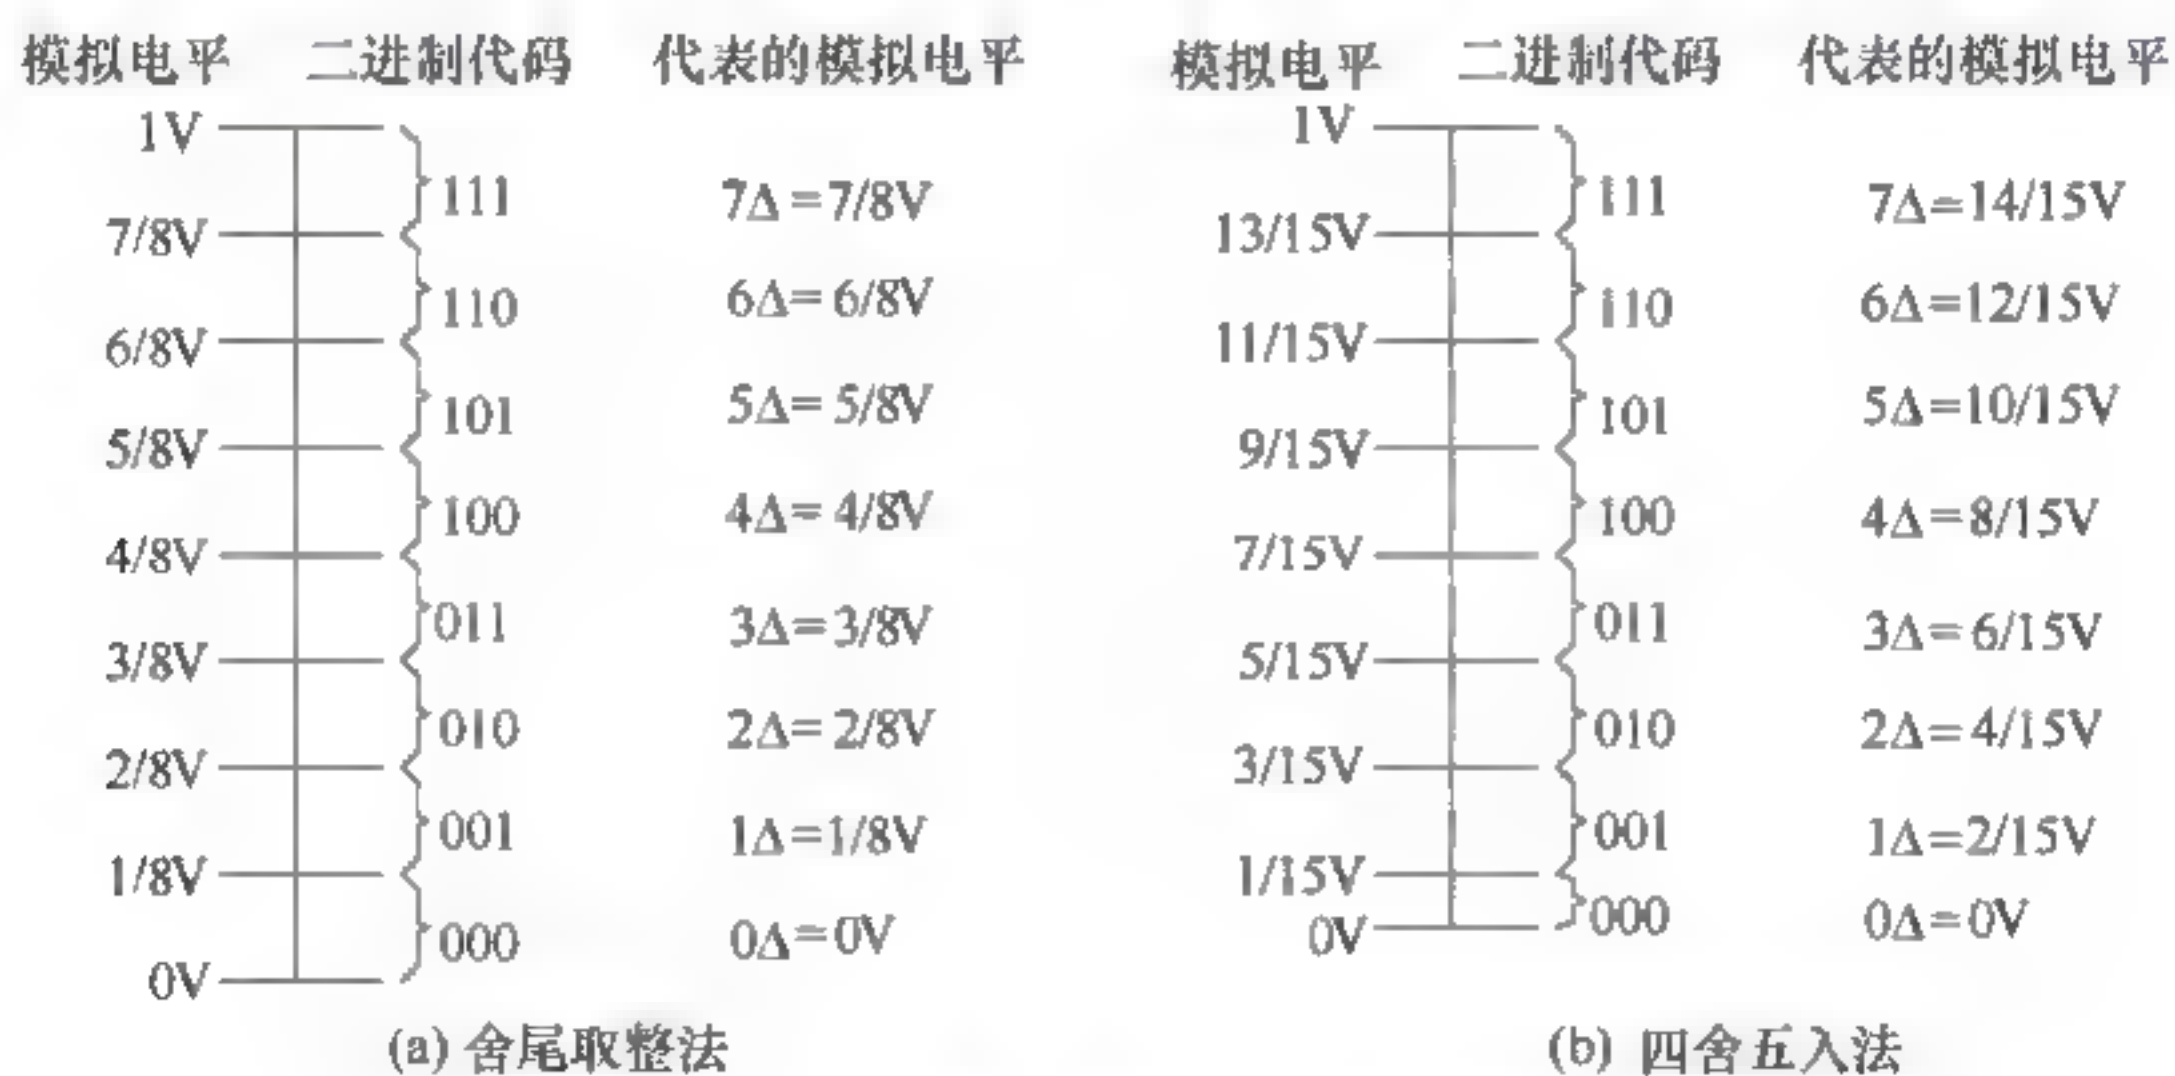 模拟电平 二进制代码 代表的模拟电平
1V
111 7Δ=7/8V
7/8V
110 6Δ=6/8V
6/8V
101 5Δ=5/8V
5/8V
100 4Δ=4/8V
4/8V
011 3Δ=3/8V
3/8V
010 2Δ=2/8V
2/8V
001 1Δ=1/8V
1/8V
000 0Δ=0V
0V
(a) 舍尾取整法
模拟电平 二进制代码 代表的模拟电平
1V
111 7Δ=14/15V
13/15V
110 6Δ=12/15V
11/15V
101 5Δ=10/15V
9/15V
100 4Δ=8/15V
7/15V
011 3Δ=6/15V
5/15V
010 2Δ=4/15V
3/15V
001 1Δ=2/15V
1/15V
000 0Δ=0V
0V
(b) 四舍五入法